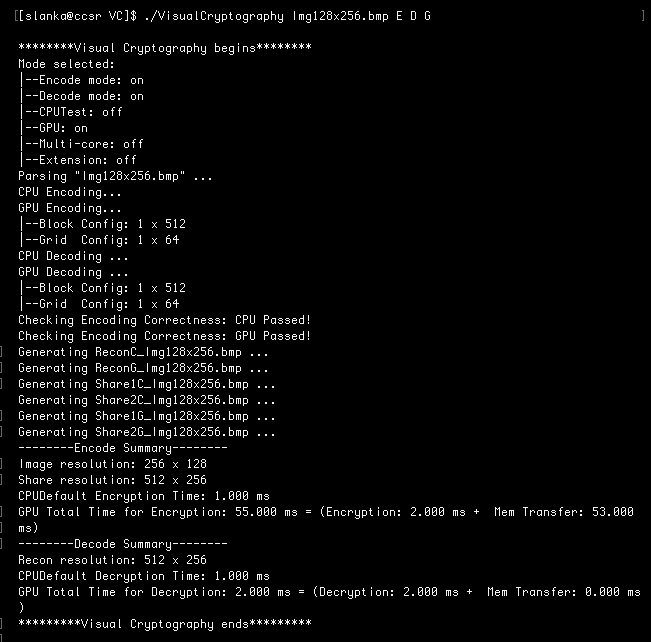 [[slanka@ccsr VC]$ ./VisualCryptography Img128x256.bmp E D G ]
********Visual Cryptography begins********
Mode selected:
|--Encode mode: on
|--Decode mode: on
|--CPUTest: off
|--GPU: on
|--Multi-core: off
|--Extension: off
Parsing "Img128x256.bmp" ...
CPU Encoding...
GPU Encoding...
|--Block Config: 1 x 512
|--Grid  Config: 1 x 64
CPU Decoding ...
GPU Decoding ...
|--Block Config: 1 x 512
|--Grid  Config: 1 x 64
Checking Encoding Correctness: CPU Passed!
Checking Encoding Correctness: GPU Passed!
] Generating ReconC_Img128x256.bmp ...
Generating ReconG_Img128x256.bmp ...
] Generating Share1C_Img128x256.bmp ...
Generating Share2C_Img128x256.bmp ...
] Generating Share1G_Img128x256.bmp ...
] Generating Share2G_Img128x256.bmp ...
--------Encode Summary--------
] Image resolution: 256 x 128
] Share resolution: 512 x 256
CPUDefault Encryption Time: 1.000 ms
] GPU Total Time for Encryption: 55.000 ms = (Encryption: 2.000 ms +  Mem Transfer: 53.000
] ms)
] --------Decode Summary--------
Recon resolution: 512 x 256
CPUDefault Decryption Time: 1.000 ms
GPU Total Time for Decryption: 2.000 ms = (Decryption: 2.000 ms +  Mem Transfer: 0.000 ms
)
] *********Visual Cryptography ends*********